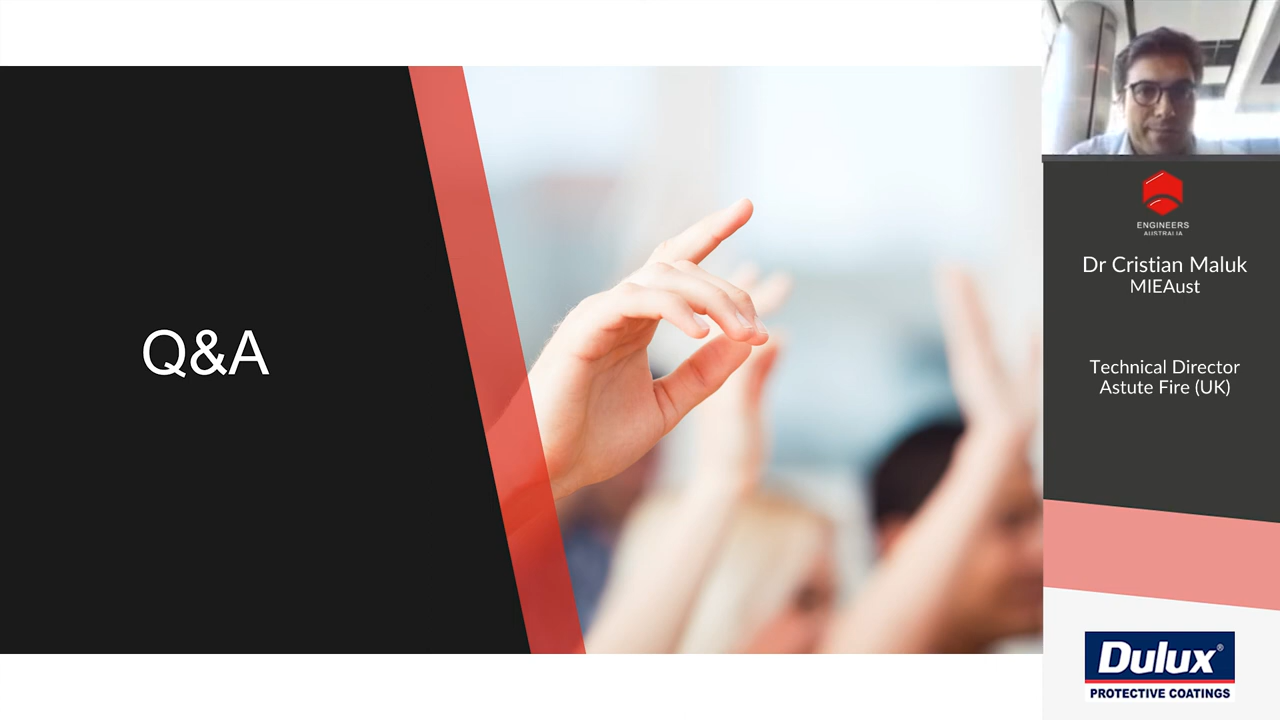 Q&A
ENGINEERS
AUSTRALIA
Dr Cristian Maluk
MIEAust
Technical Director
Astute Fire (UK)
Dulux®
PROTECTIVE COATINGS